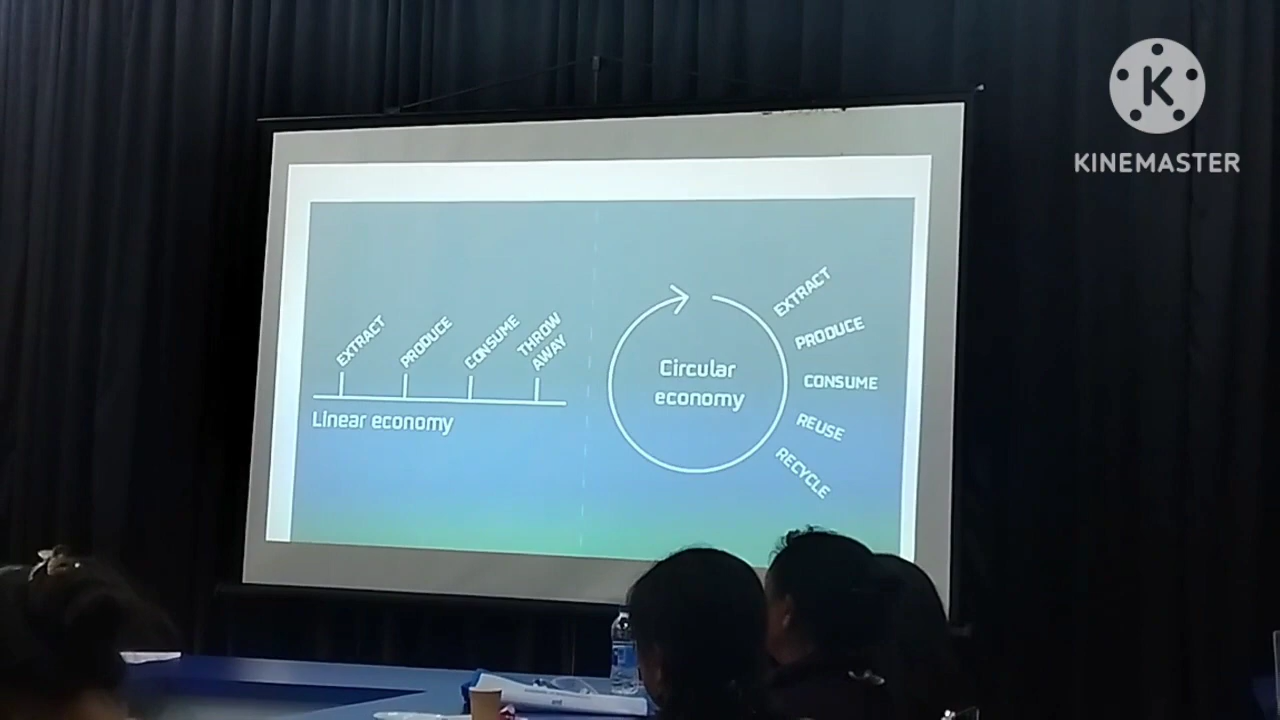 K
KINEMASTER
EXTRACT
PRODUCE
CONSUME
THROW
AWAY
Linear economy
Circular
economy
EXTRACT
PRODUCE
CONSUME
REUSE
RECYCLE